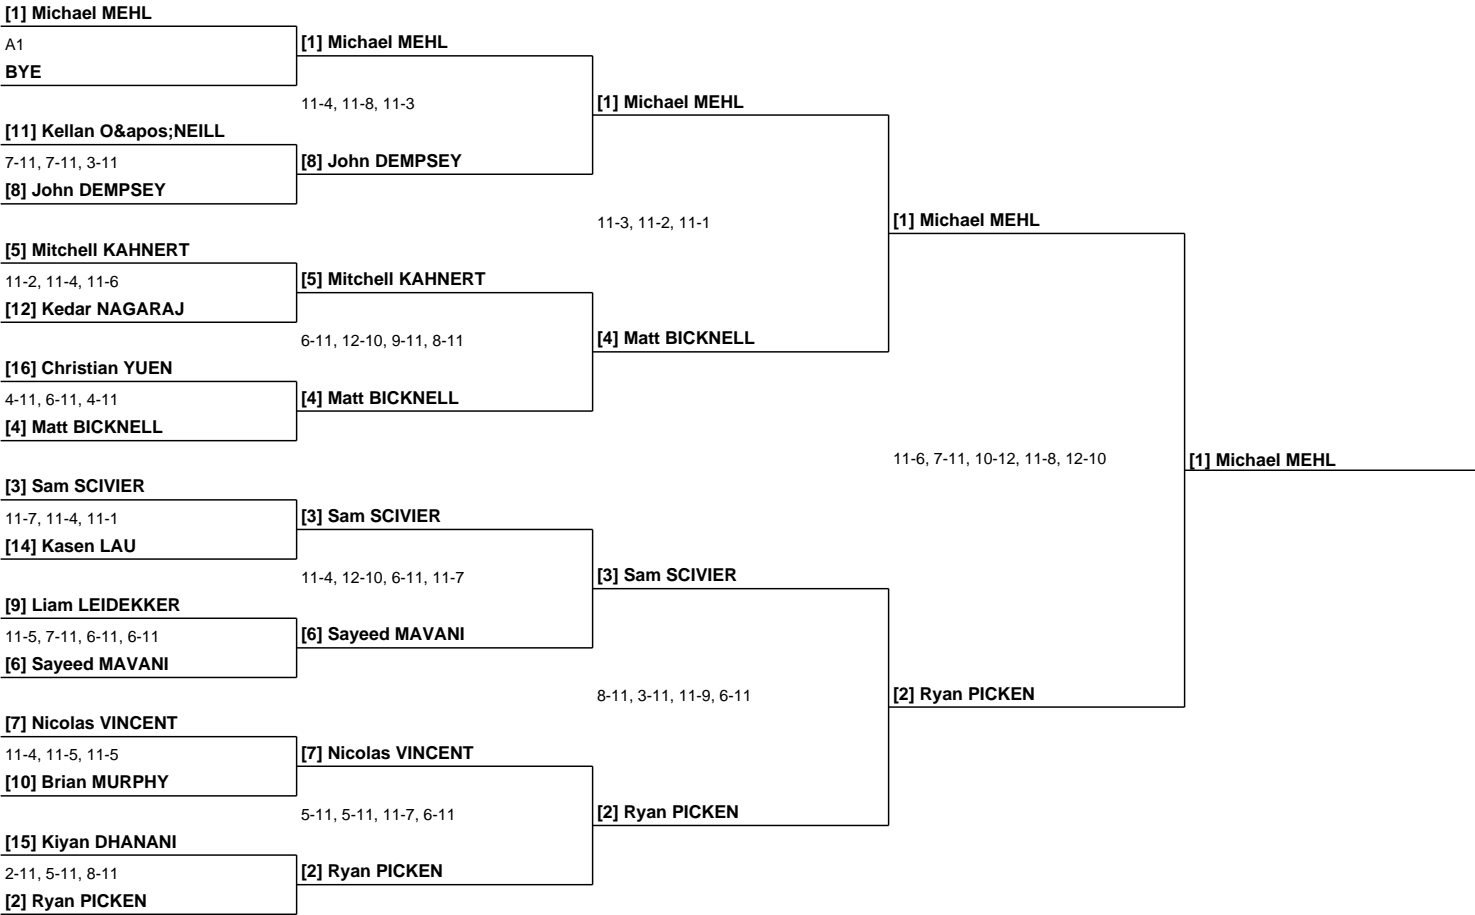 [1] Michael MEHL
A1
BYE
[11] Kellan O&apos;NEILL
7-11, 7-11, 3-11
[8] John DEMPSEY
[5] Mitchell KAHNERT
11-2, 11-4, 11-6
[12] Kedar NAGARAJ
[16] Christian YUEN
4-11, 6-11, 4-11
[4] Matt BICKNELL
[3] Sam SCIVIER
11-7, 11-4, 11-1
[14] Kasen LAU
[9] Liam LEIDEKKER
11-5, 7-11, 6-11, 6-11
[6] Sayeed MAVANI
[7] Nicolas VINCENT
11-4, 11-5, 11-5
[10] Brian MURPHY
[15] Kiyan DHANANI
2-11, 5-11, 8-11
[2] Ryan PICKEN
[1] Michael MEHL
11-4, 11-8, 11-3
[8] John DEMPSEY
[5] Mitchell KAHNERT
6-11, 12-10, 9-11, 8-11
[4] Matt BICKNELL
[3] Sam SCIVIER
11-4, 12-10, 6-11, 11-7
[6] Sayeed MAVANI
[7] Nicolas VINCENT
5-11, 5-11, 11-7, 6-11
[2] Ryan PICKEN
[1] Michael MEHL
11-3, 11-2, 11-1
[4] Matt BICKNELL
[3] Sam SCIVIER
8-11, 3-11, 11-9, 6-11
[2] Ryan PICKEN
[1] Michael MEHL
11-6, 7-11, 10-12, 11-8, 12-10
[2] Ryan PICKEN
[1] Michael MEHL